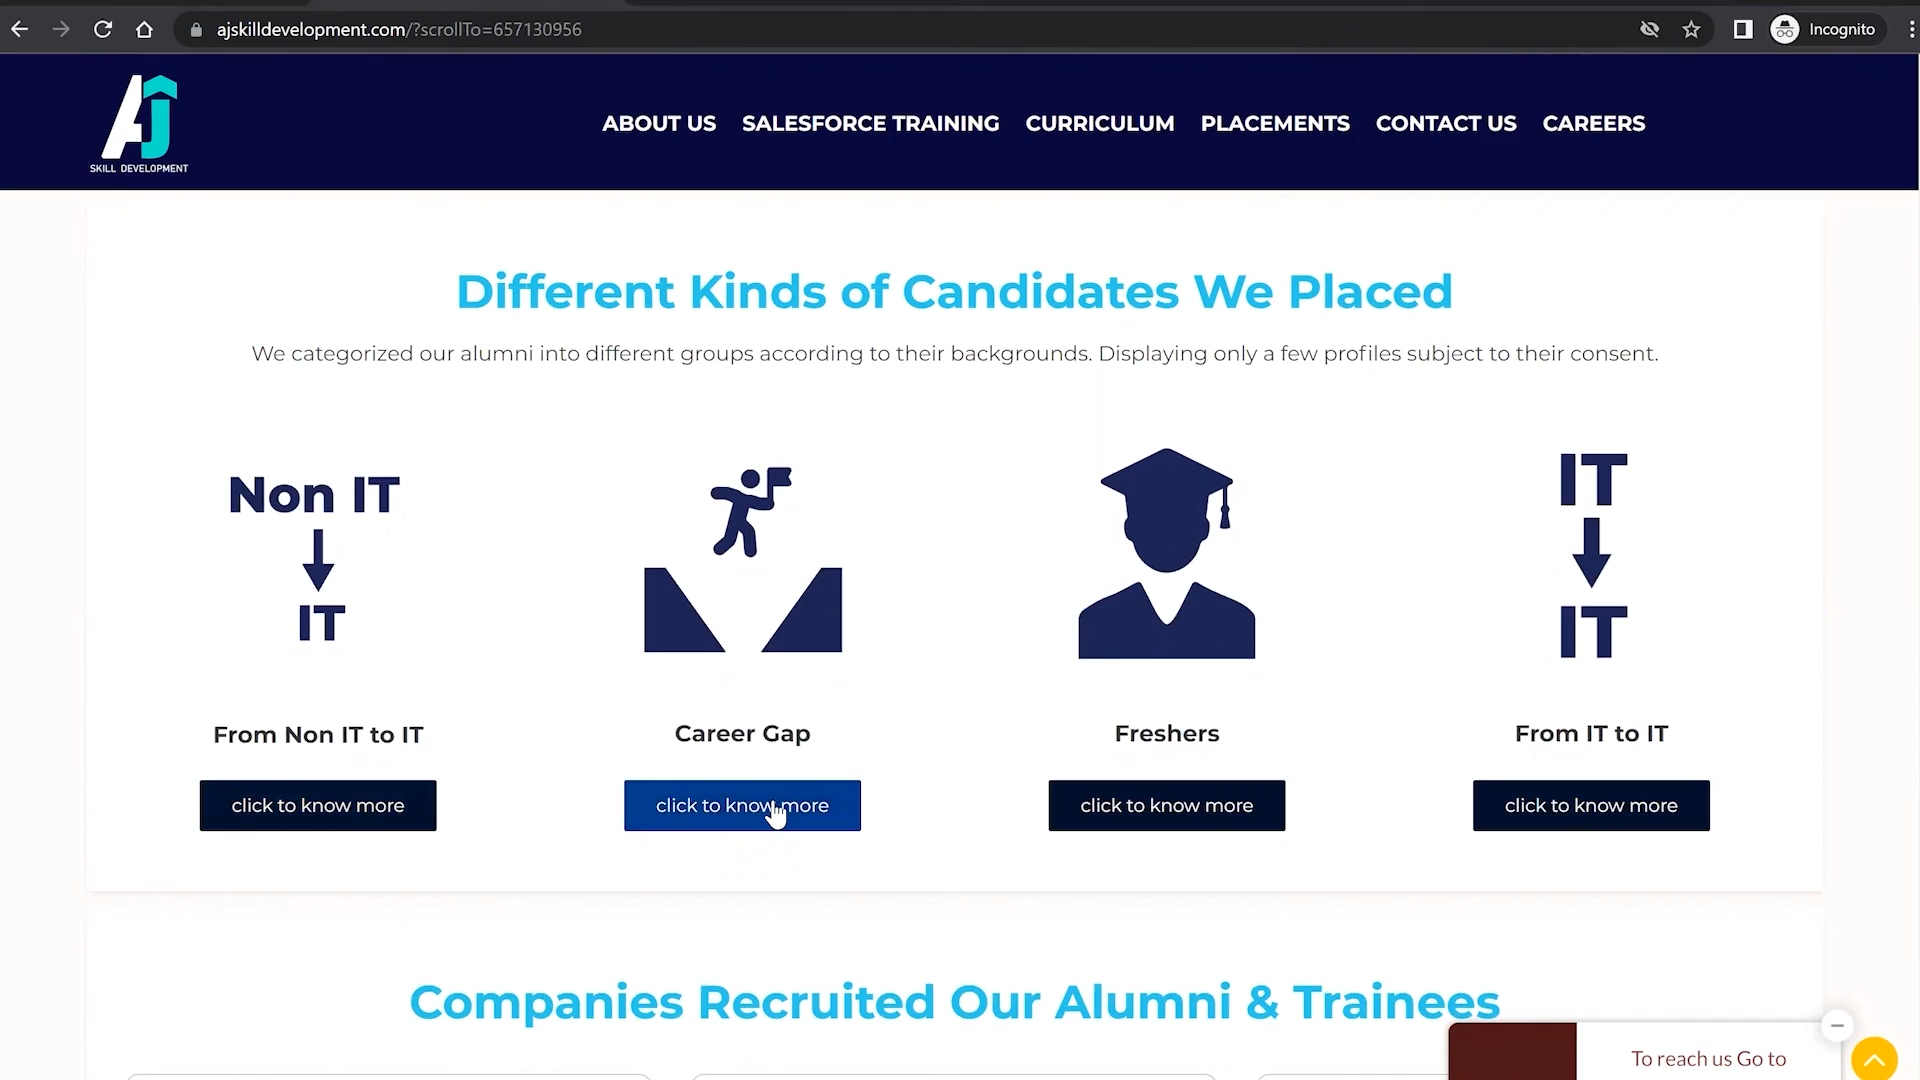 ajskilldevelopment.com/?scrollTo=657130956
Incognito
AJ
SKILL DEVELOPMENT
ABOUT US
SALESFORCE TRAINING
CURRICULUM
PLACEMENTS
CONTACT US
CAREERS
Different Kinds of Candidates We Placed
We categorized our alumni into different groups according to their backgrounds. Displaying only a few profiles subject to their consent.
Non IT
IT
IT
IT
From Non IT to IT
Career Gap
Freshers
From IT to IT
click to know more
click to know more
click to know more
click to know more
Companies Recruited Our Alumni & Trainees
To reach us Go to